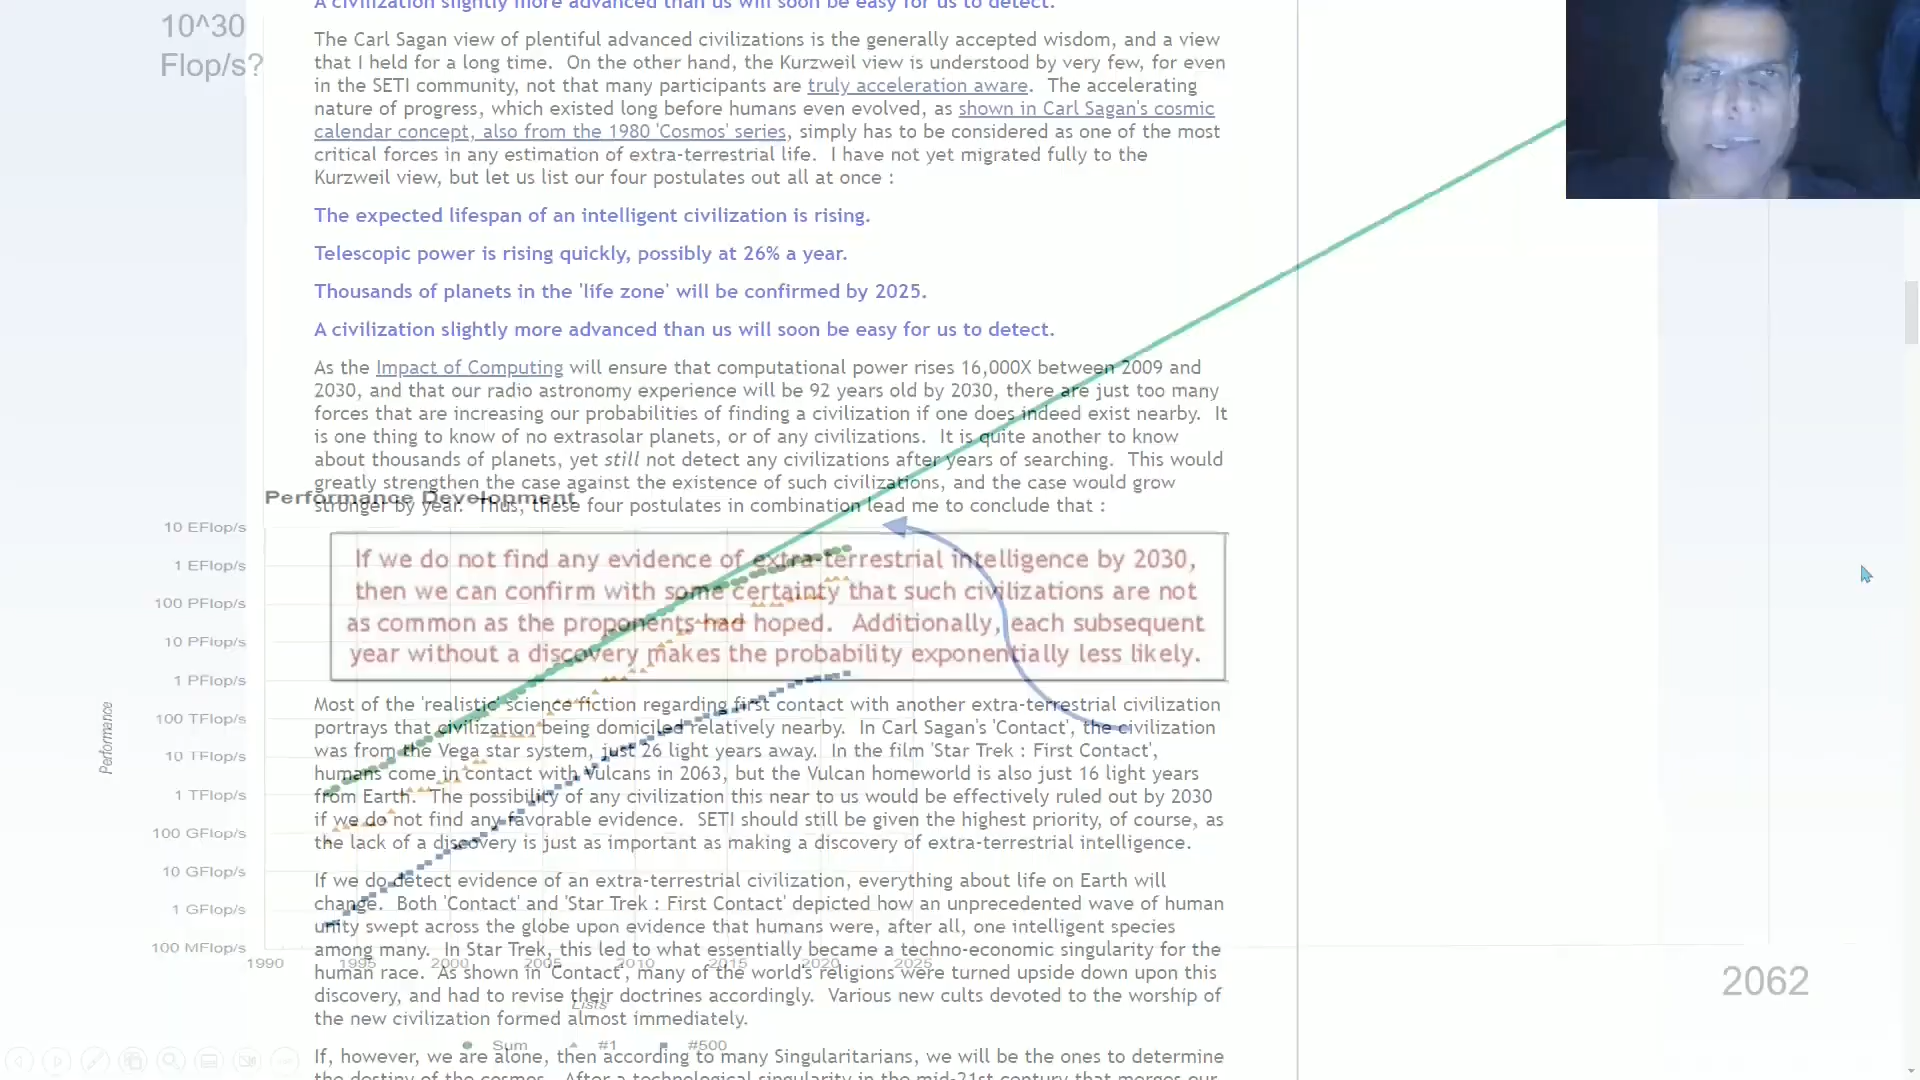 10^30
Flop/s?
A civilization slightly more advanced than us will soon be easy for us to detect.
The Carl Sagan view of plentiful advanced civilizations is the generally accepted wisdom, and a view
that I held for a long time.  On the other hand, the Kurzweil view is understood by very few, for even
in the SETI community, not that many participants are truly acceleration aware.  The accelerating
nature of progress, which existed long before humans even evolved, as shown in Carl Sagan's cosmic
calendar concept, also from the 1980 'Cosmos' series, simply has to be considered as one of the most
critical forces in any estimation of extra-terrestrial life.  I have not yet migrated fully to the
Kurzweil view, but let us list our four postulates out all at once :
The expected lifespan of an intelligent civilization is rising.
Telescopic power is rising quickly, possibly at 26% a year.
Thousands of planets in the 'life zone' will be confirmed by 2025.
A civilization slightly more advanced than us will soon be easy for us to detect.
As the Impact of Computing will ensure that computational power rises 16,000X between 2009 and
2030, and that our radio astronomy experience will be 92 years old by 2030, there are just too many
forces that are increasing our probabilities of finding a civilization if one does indeed exist nearby.  It
is one thing to know of no extrasolar planets, or of any civilizations.  It is quite another to know
about thousands of planets, yet still not detect any civilizations after years of searching.  This would
greatly strengthen the case against the existence of such civilizations, and the case would grow
stronger by year.  Thus, these four postulates in combination lead me to conclude that :
If we do not find any evidence of extra-terrestrial intelligence by 2030,
then we can confirm with some certainty that such civilizations are not
as common as the proponents had hoped.  Additionally, each subsequent
year without a discovery makes the probability exponentially less likely.
Most of the 'realistic' science fiction regarding first contact with another extra-terrestrial civilization
portrays that civilization being domiciled relatively nearby.  In Carl Sagan's 'Contact', the civilization
was from the Vega star system, just 26 light years away.  In the film 'Star Trek : First Contact',
humans come in contact with Vulcans in 2063, but the Vulcan homeworld is also just 16 light years
from Earth.  The possibility of any civilization this near to us would be effectively ruled out by 2030
if we do not find any favorable evidence.  SETI should still be given the highest priority, of course, as
the lack of a discovery is just as important as making a discovery of extra-terrestrial intelligence.
If we do detect evidence of an extra-terrestrial civilization, everything about life on Earth will
change.  Both 'Contact' and 'Star Trek : First Contact' depicted how an unprecedented wave of human
unity swept across the globe upon evidence that humans were, after all, one intelligent species
among many.  In Star Trek, this led to what essentially became a techno-economic singularity for the
human race.  As shown in 'Contact', many of the world's religions were turned upside down upon this
discovery, and had to revise their doctrines accordingly.  Various new cults devoted to the worship of
the new civilization formed almost immediately.
If, however, we are alone, then according to many Singularitarians, we will be the ones to determine
the destiny of the cosmos.  After a technological singularity in the mid-21st century that merges our
Performance Development
10 EFlop/s
1 EFlop/s
100 PFlop/s
10 PFlop/s
1 PFlop/s
100 TFlop/s
10 TFlop/s
1 TFlop/s
100 GFlop/s
10 GFlop/s
1 GFlop/s
100 MFlop/s
Performance
1990 1995 2000 2005 2010 2015 2020 2025
2062
Lists
Sum #1 #500